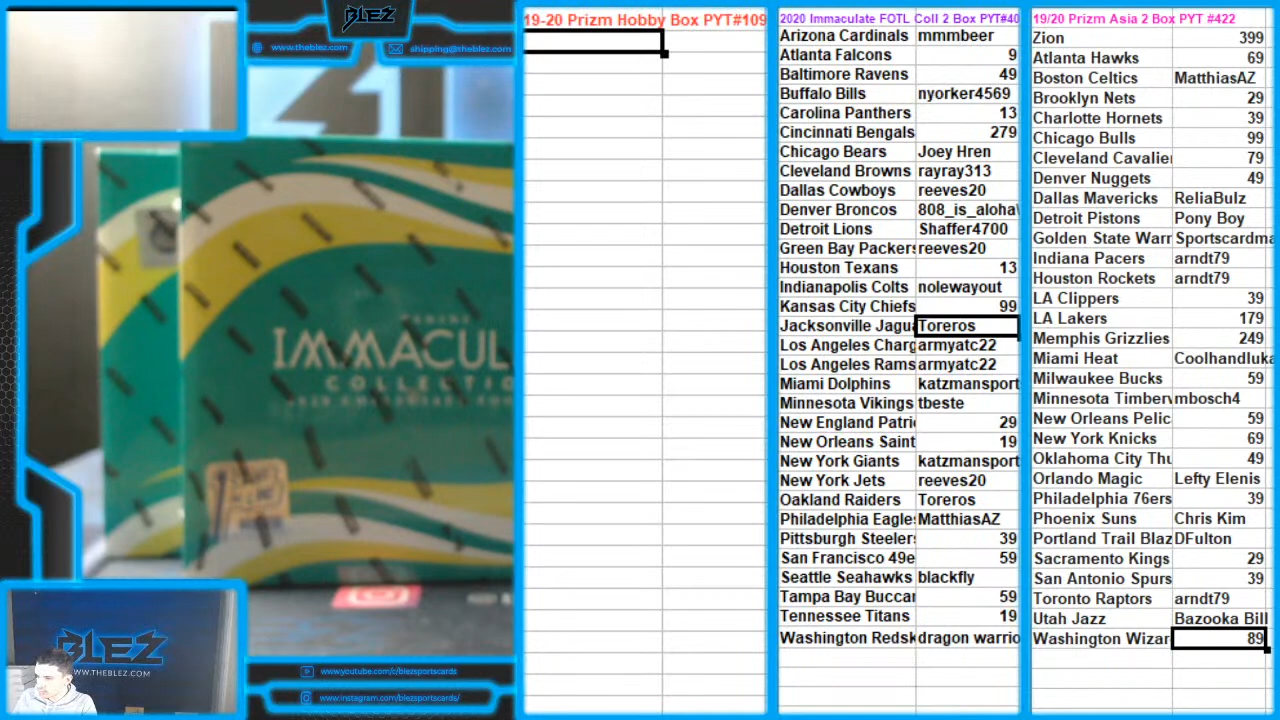 BLEZ
www.theblez.com
shipping@theblez.com
IMMACUL
COLLECTIO
BLEZ
WWW.THEBLEZ.COM
www.youtube.com/c/blezsportscards
www.instagram.com/blezsportscards/
19-20 Prizm Hobby Box PYT#109
2020 Immaculate FOTL Coll 2 Box PYT#40
Arizona Cardinals mmmbeer
Atlanta Falcons 9
Baltimore Ravens 49
Buffalo Bills nyorker4569
Carolina Panthers 13
Cincinnati Bengals 279
Chicago Bears Joey Hren
Cleveland Browns rayray313
Dallas Cowboys reeves20
Denver Broncos 808_is_aloha
Detroit Lions Shaffer4700
Green Bay Packers reeves20
Houston Texans 13
Indianapolis Colts nolewayout
Kansas City Chiefs 99
Jacksonville Jagua Toreros
Los Angeles Charg armyatc22
Los Angeles Rams armyatc22
Miami Dolphins katzmansport
Minnesota Vikings tbeste
New England Patri 29
New Orleans Saint 19
New York Giants katzmansport
New York Jets reeves20
Oakland Raiders Toreros
Philadelphia Eagle MatthiasAZ
Pittsburgh Steeler 39
San Francisco 49e 59
Seattle Seahawks blackfly
Tampa Bay Buccar 59
Tennessee Titans 19
Washington Redsk dragon warrio
19/20 Prizm Asia 2 Box PYT #422
Zion 399
Atlanta Hawks 69
Boston Celtics MatthiasAZ
Brooklyn Nets 29
Charlotte Hornets 39
Chicago Bulls 99
Cleveland Cavalier 79
Denver Nuggets 49
Dallas Mavericks ReliaBulz
Detroit Pistons Pony Boy
Golden State Warr Sportscardma
Indiana Pacers arndt79
Houston Rockets arndt79
LA Clippers 39
LA Lakers 179
Memphis Grizzlies 249
Miami Heat Coolhandluka
Milwaukee Bucks 59
Minnesota Timberv mbosch4
New Orleans Pelic 59
New York Knicks 69
Oklahoma City Thu 49
Orlando Magic Lefty Elenis
Philadelphia 76ers 39
Phoenix Suns Chris Kim
Portland Trail Blaz DFulton
Sacramento Kings 29
San Antonio Spurs 39
Toronto Raptors arndt79
Utah Jazz Bazooka Bill
Washington Wizar 89